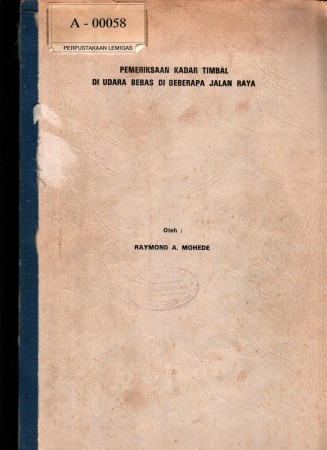 A - 00058
PERPUSTAKAAN LEMIGAS
PEMERIKSAAN KADAR TIMBAL
DI UDARA BEBAS DI BEBERAPA JALAN RAYA
Oleh :
RAYMOND A. MOHEDE